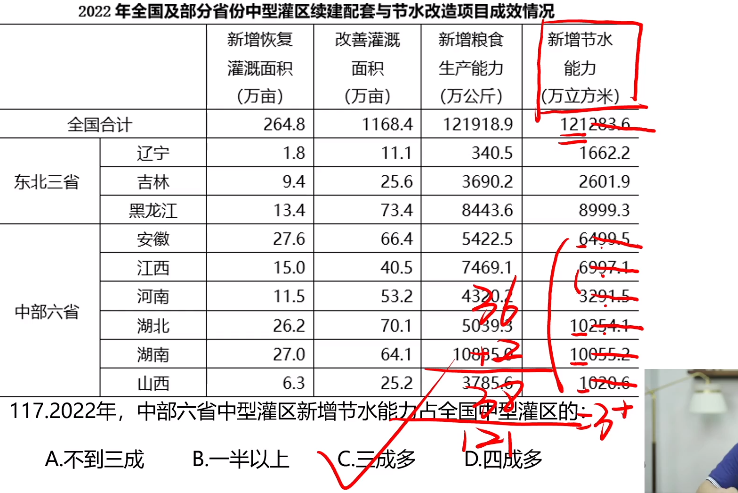 2022年全国及部分省份中型灌区续建配套与节水改造项目成效情况
新增恢复灌溉面积（万亩） 改善灌溉面积（万亩） 新增粮食生产能力（万公斤） 新增节水能力（万立方米）
全国合计 264.8 1168.4 121918.9 121283.6
东北三省 辽宁 1.8 11.1 340.5 1662.2
吉林 9.4 25.6 3690.2 2601.9
黑龙江 13.4 73.4 8443.6 8999.3
中部六省 安徽 27.6 66.4 5422.5 6499.5
江西 15.0 40.5 7469.1 6997.1
河南 11.5 53.2 4320.2 3291.5
湖北 26.2 70.1 5039.3 10254.1
湖南 27.0 64.1 10055.2
山西 6.3 25.2 3785.6 1020.6
36
+2
38
121
=3+
117.2022年，中部六省中型灌区新增节水能力占全国中型灌区的：
A.不到三成 B.一半以上 C.三成多 D.四成多